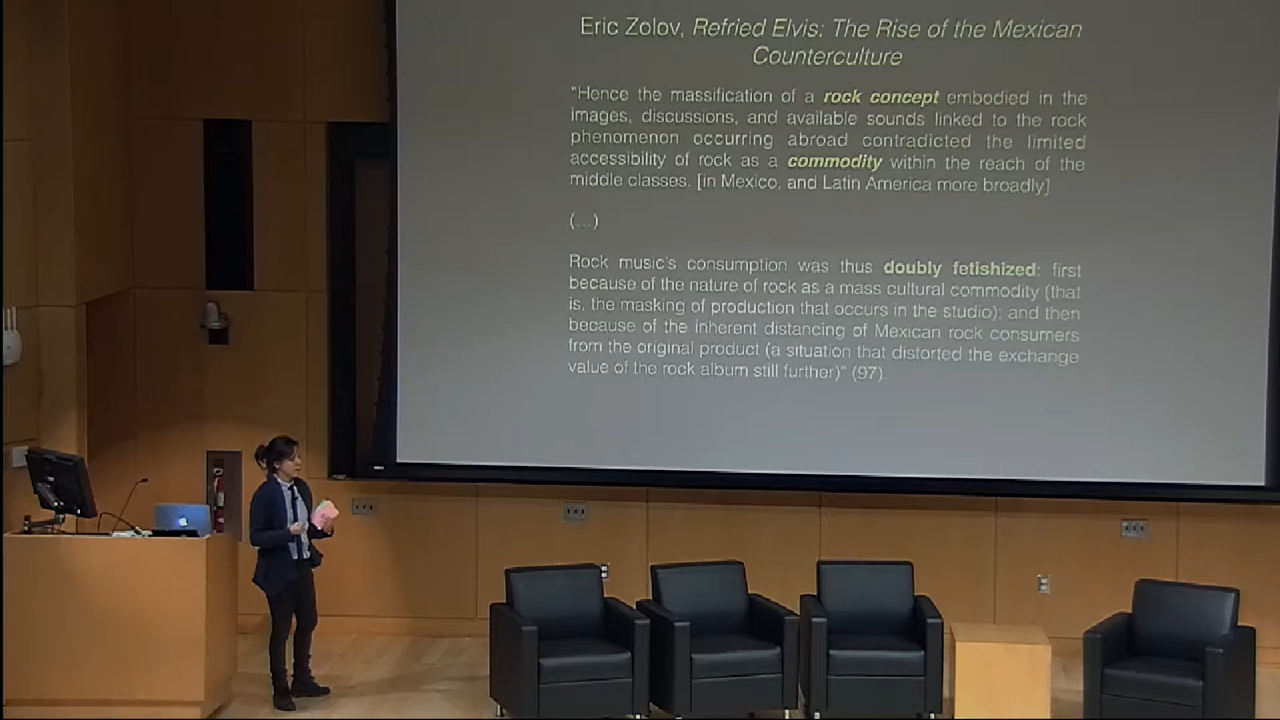 Eric Zolov, Refried Elvis: The Rise of the Mexican
Counterculture
"Hence the massification of a rock concept embodied in the
images, discussions, and available sounds linked to the rock
phenomenon occurring abroad contradicted the limited
accessibility of rock as a commodity within the reach of the
middle classes. [in Mexico, and Latin America more broadly]
(...)
Rock music's consumption was thus doubly fetishized: first
because of the nature of rock as a mass cultural commodity (that
is, the masking of production that occurs in the studio); and then
because of the inherent distancing of Mexican rock consumers
from the original product (a situation that distorted the exchange
value of the rock album still further)" (97).